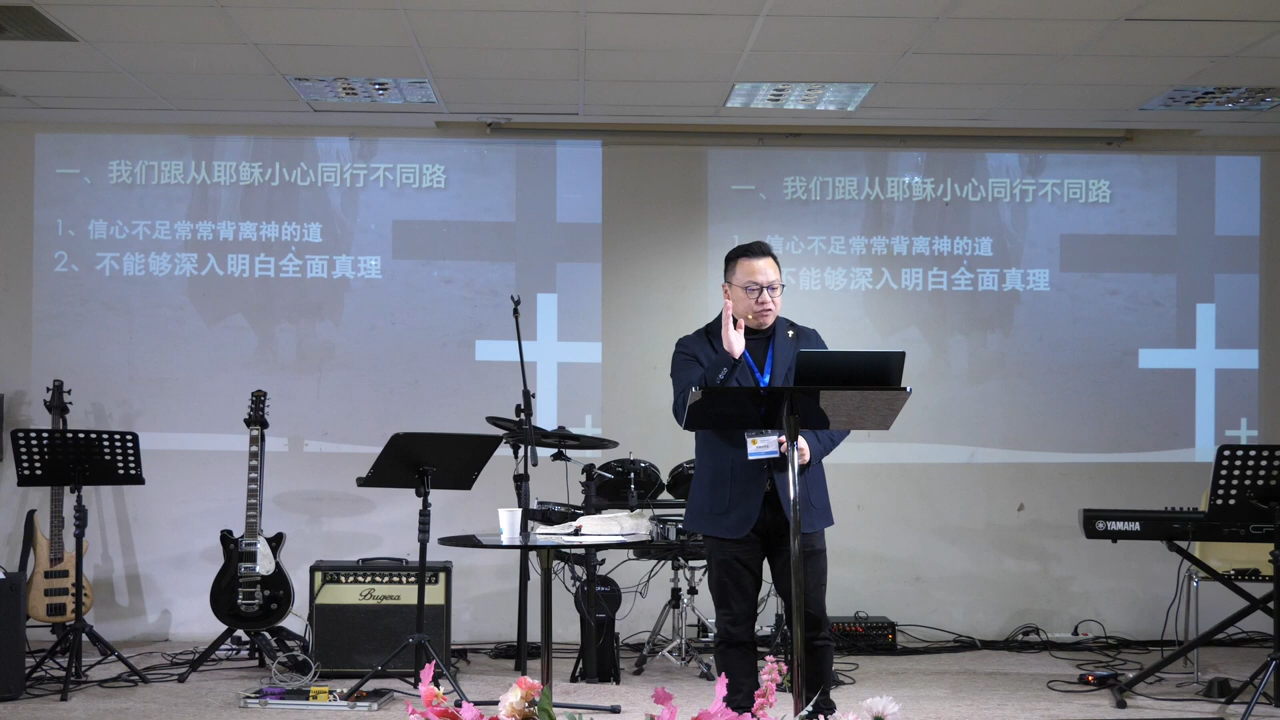 一、我们跟从耶稣小心同行不同路
1、信心不足常常背离神的道
2、不能够深入明白全面真理
一、我们跟从耶稣小心同行不同路
1、信心不足常常背离神的道
不能够深入明白全面真理
Bugera
YAMAHA